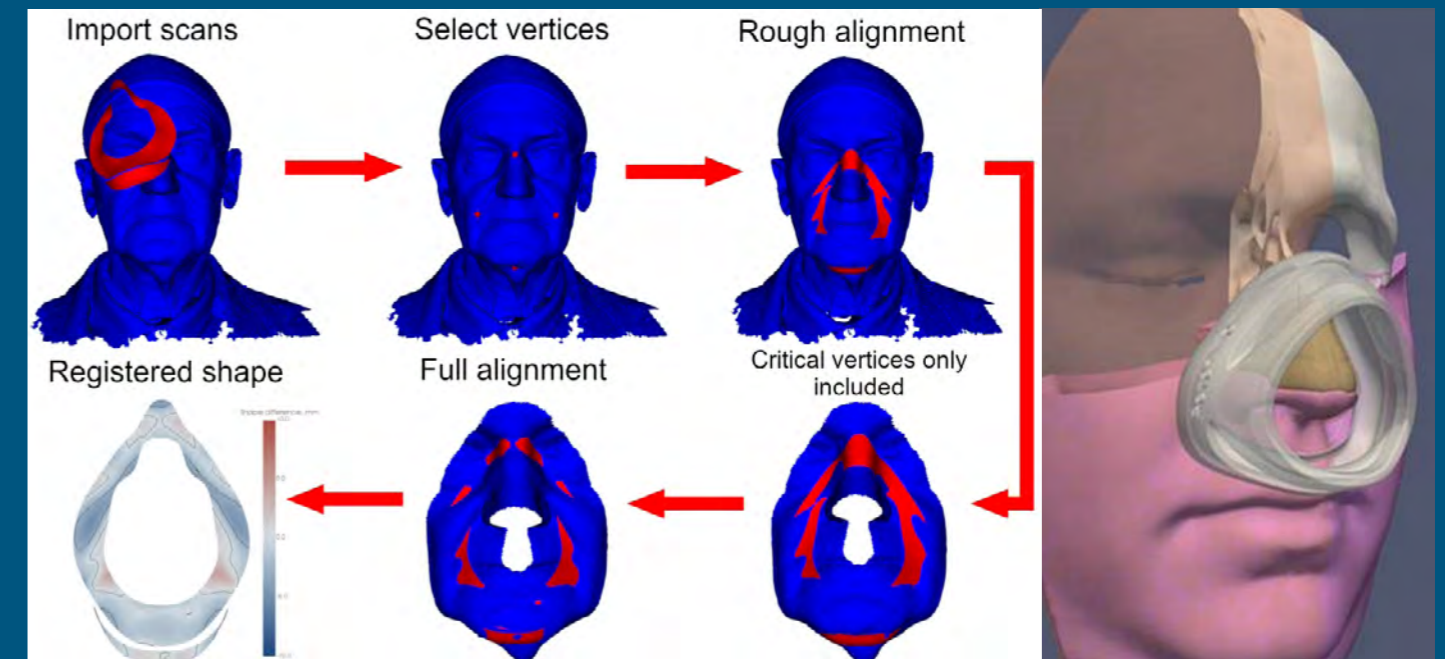 Import scans
Select vertices
Rough alignment
Registered shape
Full alignment
Critical vertices only
included